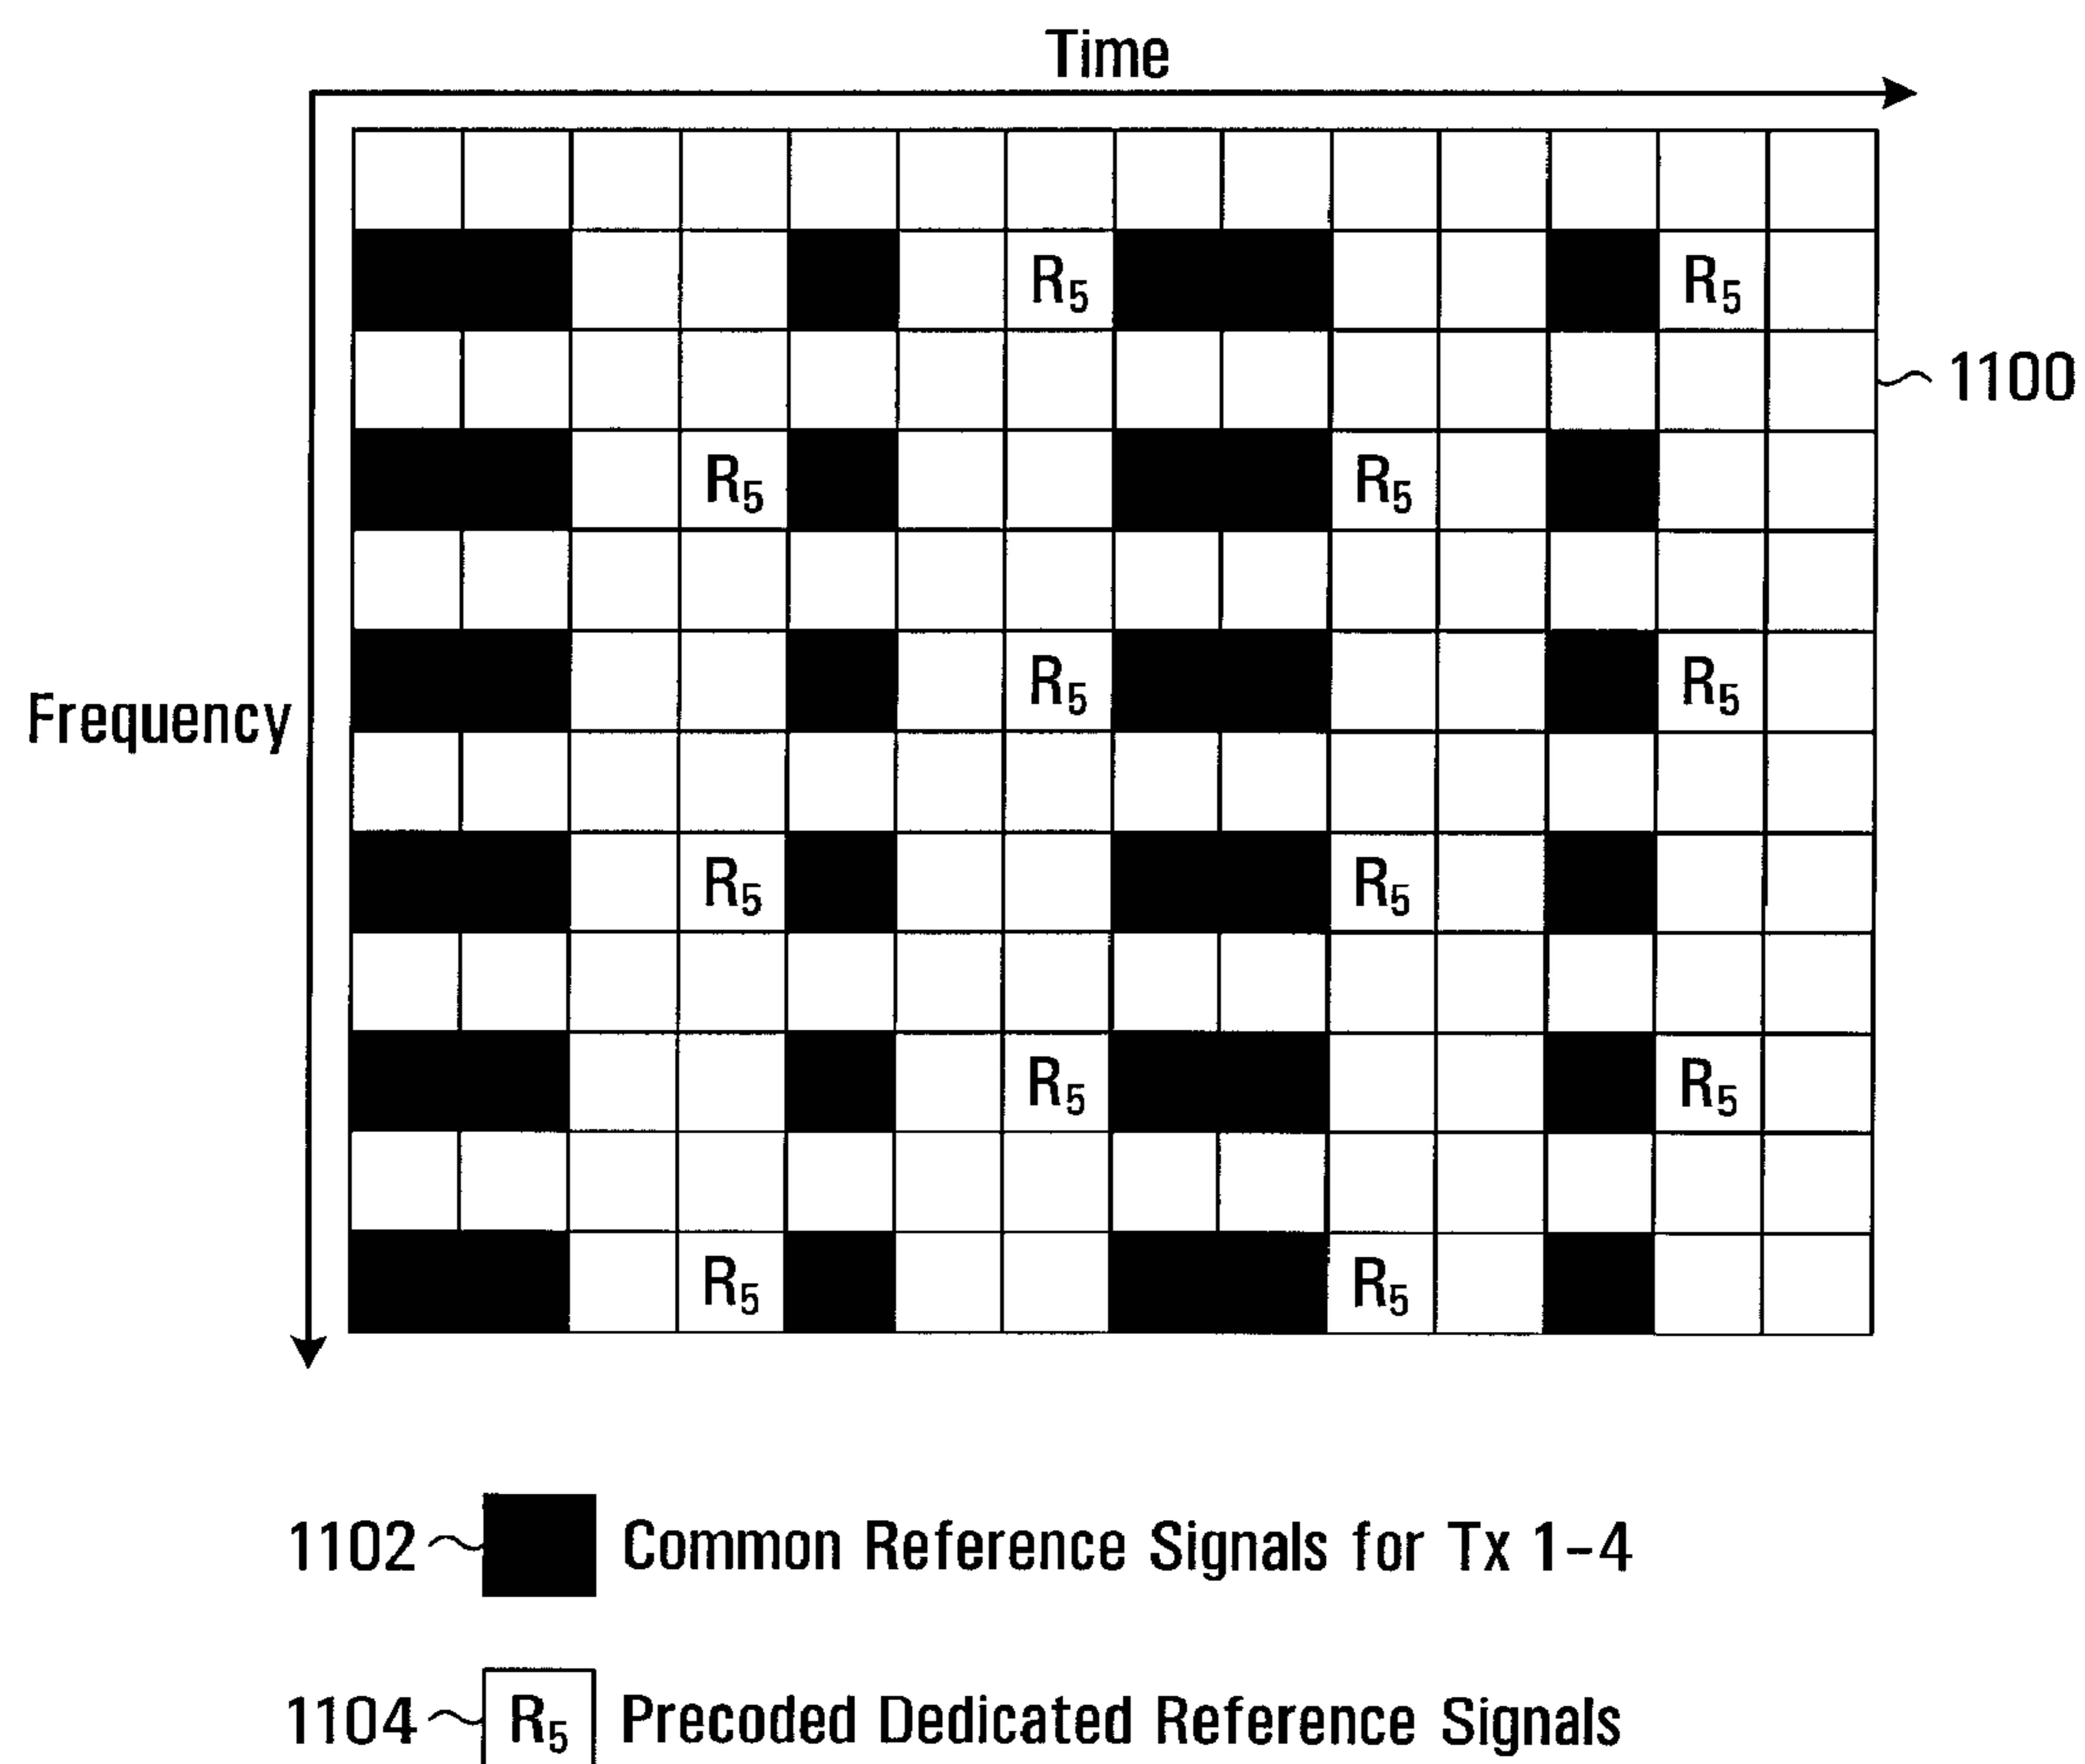 Time
R5 R5
1100
R5 R5
Frequency
R5 R5
R5 R5
R5 R5
R5 R5
1102 Common Reference Signals for Tx 1-4
1104 R5 Precoded Dedicated Reference Signals